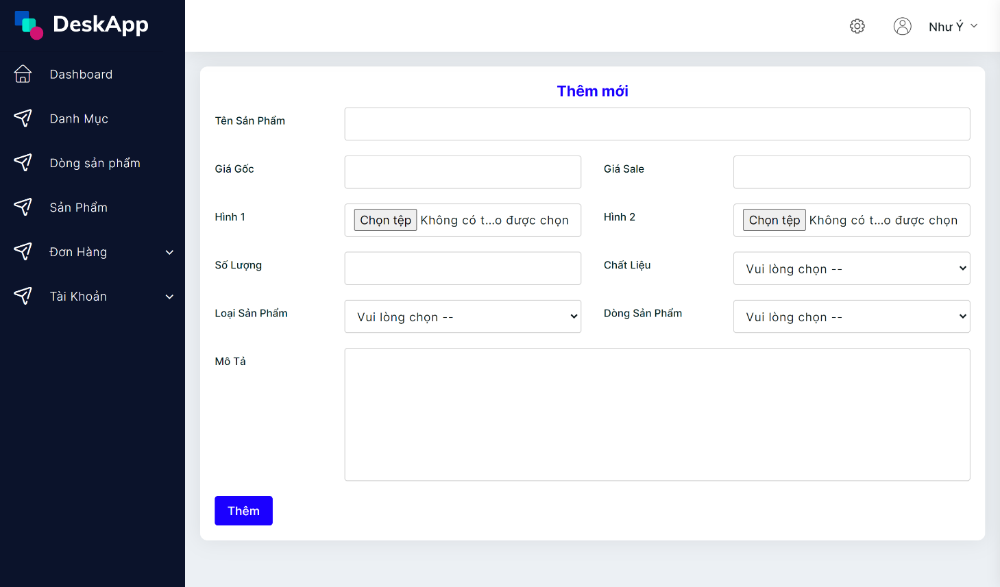 DeskApp
Như Ý
Dashboard
Danh Mục
Dòng sản phẩm
Sản Phẩm
Đơn Hàng
Tài Khoản
Thêm mới
Tên Sản Phẩm
Giá Gốc
Giá Sale
Hình 1
Chọn tệp Không có t...o được chọn
Hình 2
Chọn tệp Không có t...o được chọn
Số Lượng
Chất Liệu
Vui lòng chọn --
Loại Sản Phẩm
Vui lòng chọn --
Dòng Sản Phẩm
Vui lòng chọn --
Mô Tả
Thêm